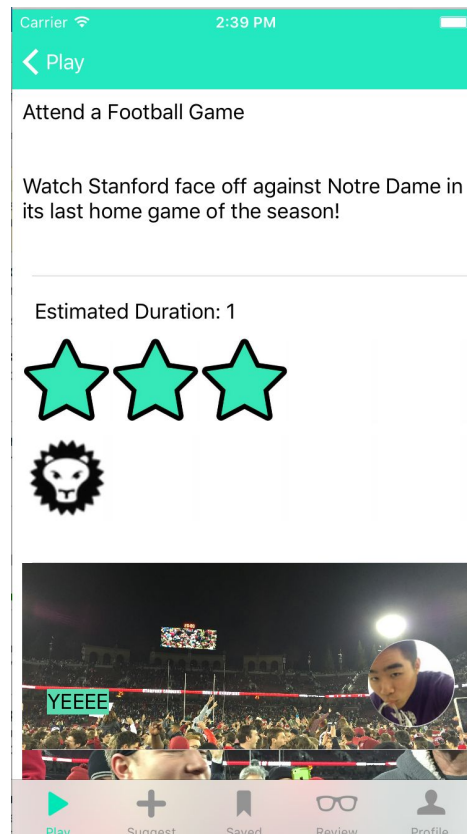 Carrier 2:39 PM
Play
Attend a Football Game
Watch Stanford face off against Notre Dame in
its last home game of the season!
Estimated Duration: 1
YEEEE
Play Suggest Saved Review Profile